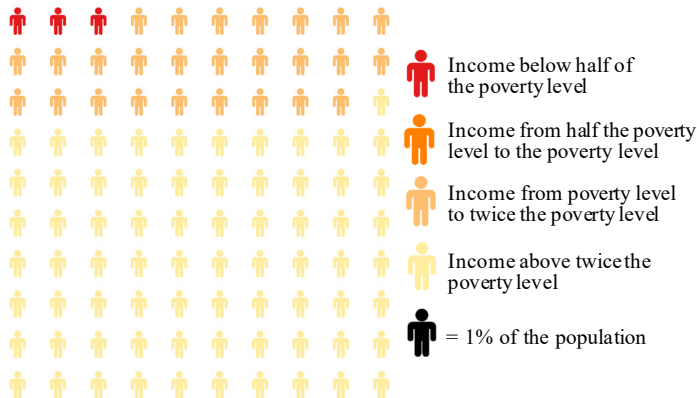 Income below half of
the poverty level
Income from half the poverty
level to the poverty level
Income from poverty level
to twice the poverty level
Income above twice the
poverty level
= 1% of the population